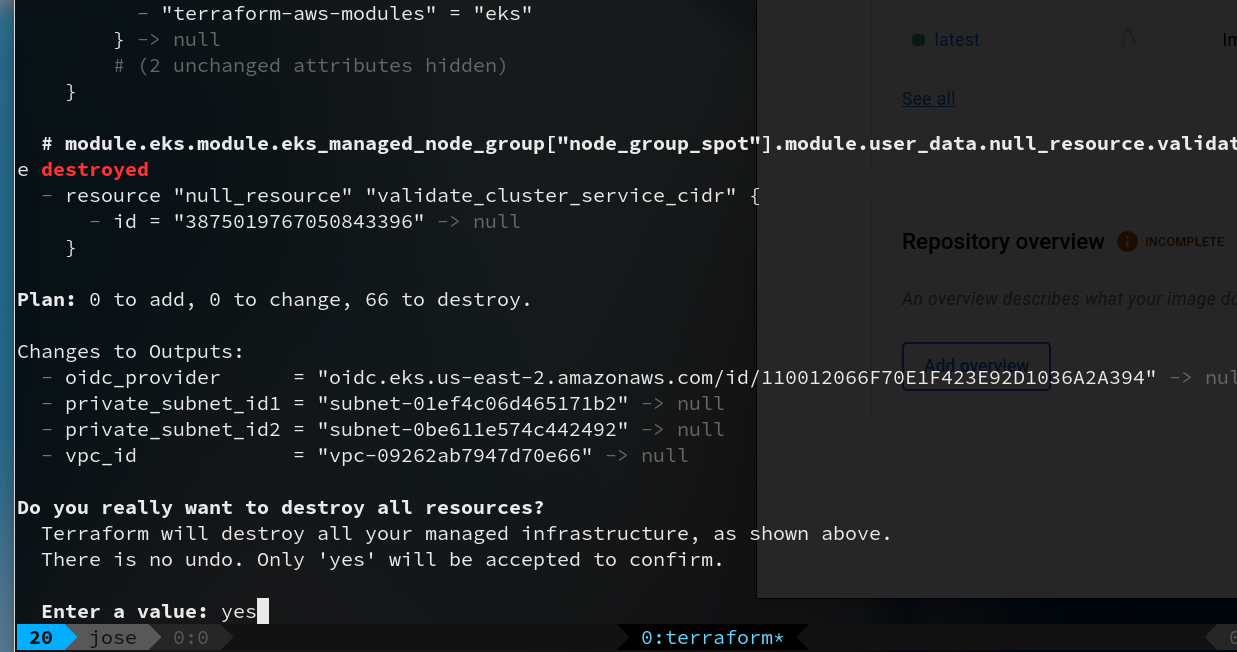 - "terraform-aws-modules" = "eks"
} -> null
# (2 unchanged attributes hidden)
}
# module.eks.module.eks_managed_node_group["node_group_spot"].module.user_data.null_resource.validat
e destroyed
- resource "null_resource" "validate_cluster_service_cidr" {
- id = "3875019767050843396" -> null
}
Plan: 0 to add, 0 to change, 66 to destroy.
Changes to Outputs:
- oidc_provider      = "oidc.eks.us-east-2.amazonaws.com/id/110012066F70E1F423E92D1036A2A394" -> nul
- private_subnet_id1 = "subnet-01ef4c06d465171b2" -> null
- private_subnet_id2 = "subnet-0be611e574c442492" -> null
- vpc_id             = "vpc-09262ab7947d70e66" -> null
Do you really want to destroy all resources?
Terraform will destroy all your managed infrastructure, as shown above.
There is no undo. Only 'yes' will be accepted to confirm.
Enter a value: yes
20 jose 0:0 0:terraform* 0
latest
Im
See all
Repository overview INCOMPLETE
An overview describes what your image do
Add overview